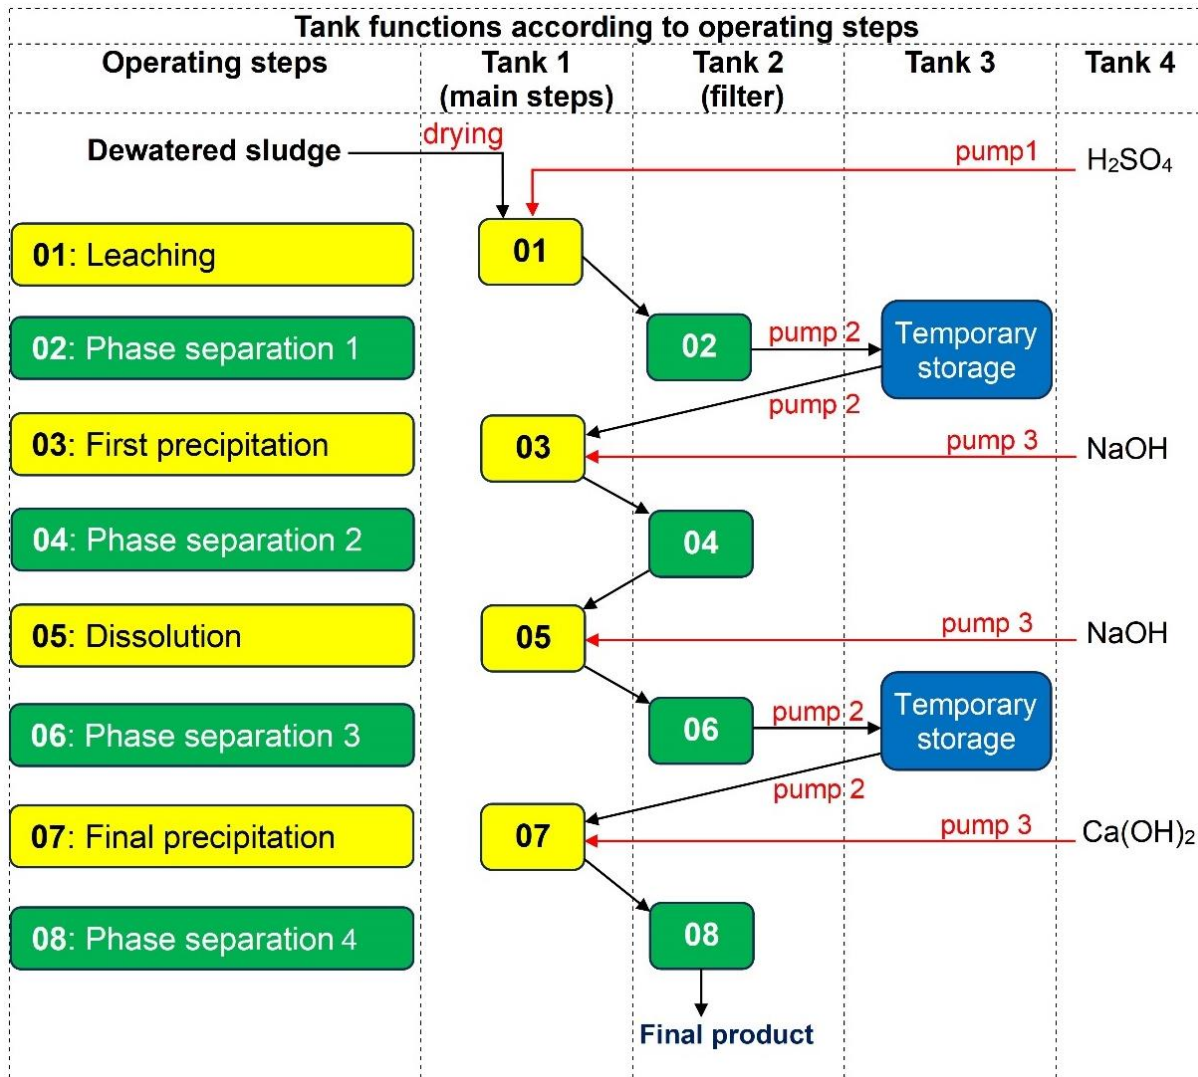 Tank functions according to operating steps
Operating steps
Tank 1
(main steps)
Tank 2
(filter)
Tank 3
Tank 4
Dewatered sludge
drying
pump1
H₂SO₄
01: Leaching
01
02: Phase separation 1
02
pump 2
Temporary
storage
pump 2
03: First precipitation
03
pump 3
NaOH
04: Phase separation 2
04
05: Dissolution
05
pump 3
NaOH
06: Phase separation 3
06
pump 2
Temporary
storage
pump 2
07: Final precipitation
07
pump 3
Ca(OH)₂
08: Phase separation 4
08
Final product